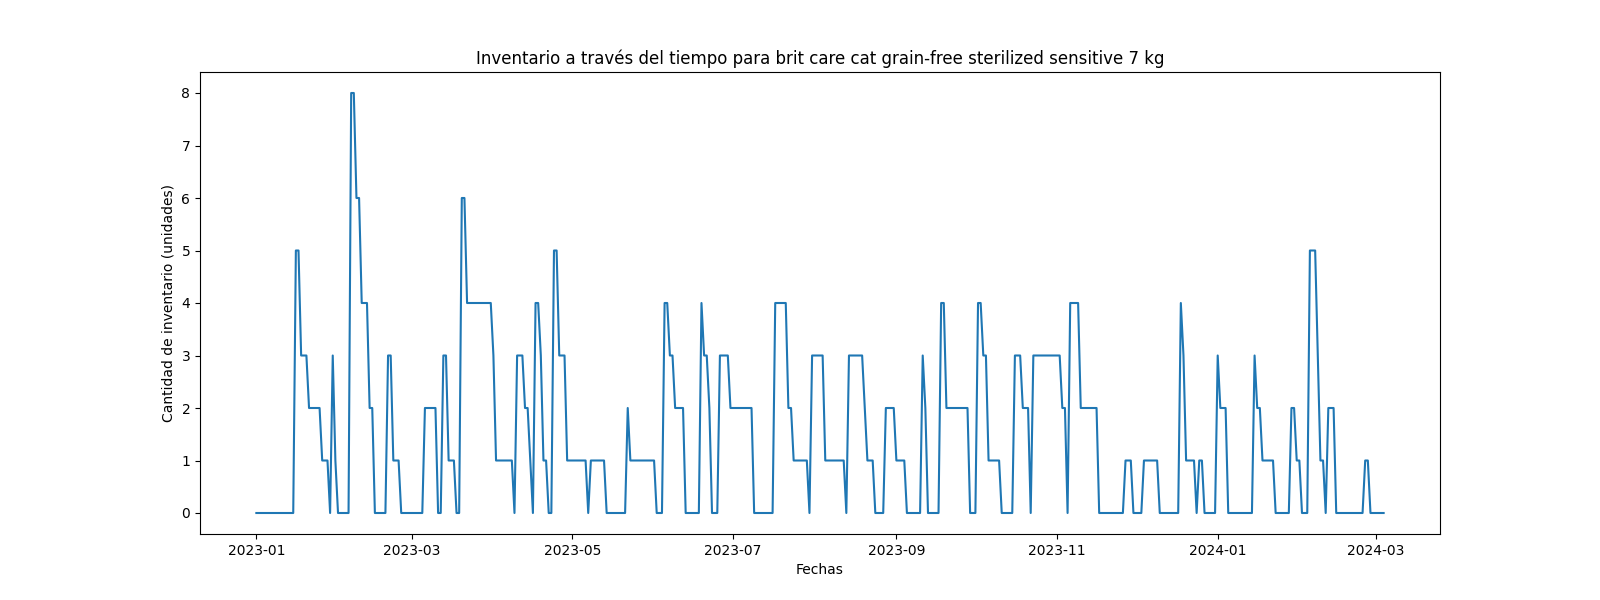 Inventario a través del tiempo para brit care cat grain-free sterilized sensitive 7 kg
Cantidad de inventario (unidades)
8
7
6
5
4
3
2
1
0
2023-01 2023-03 2023-05 2023-07 2023-09 2023-11 2024-01 2024-03
Fechas